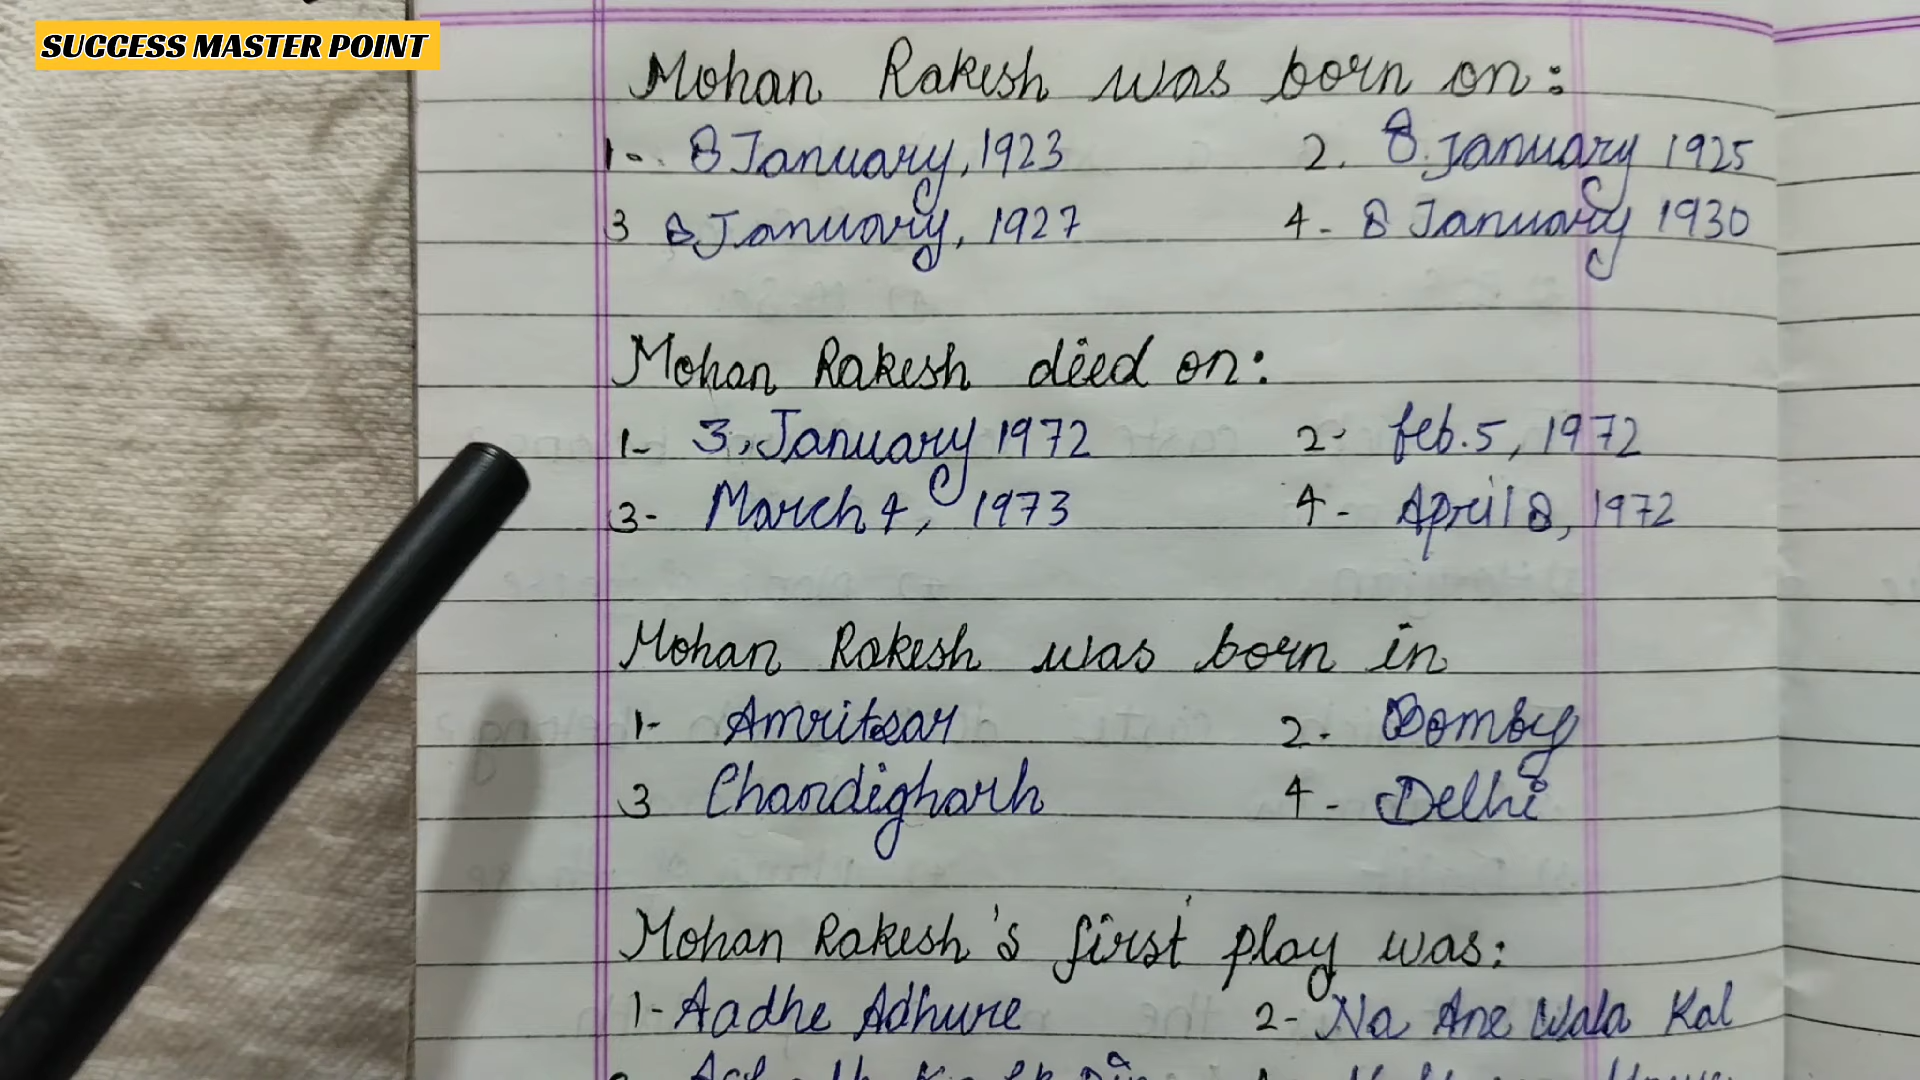 SUCCESS MASTER POINT
Mohan Rakesh was born on:
1- 8 January, 1923 2. 8. January 1925
3 8 January, 1927 4- 8 January 1930
Mohan Rakesh died on:
1- 3, January 1972 2- feb. 5, 1972
3- March 4, 1973 4- April 8, 1972
Mohan Rakesh was born in
1- Amritsar 2. Bomby
3 Chandigharh 4- Delhi
Mohan Rakesh's first play was:
1- Aadhe Adhure 2- Na Ane Wala Kal